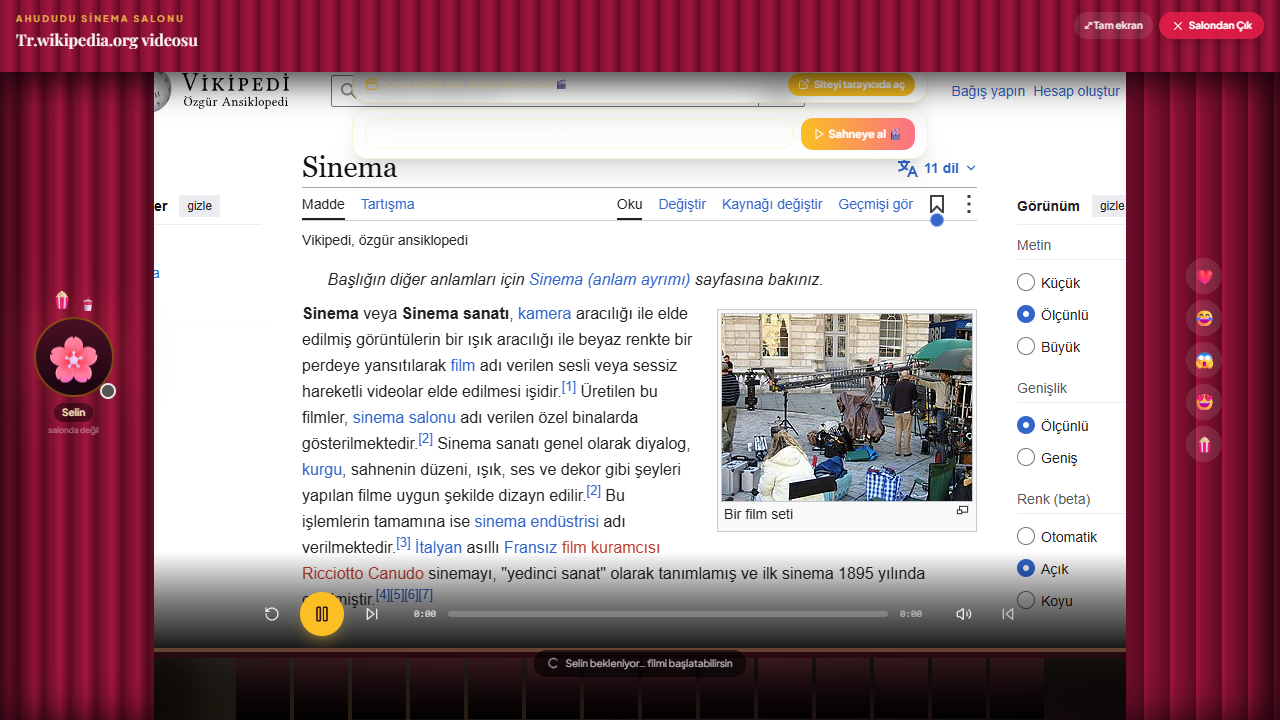 AHUDUDU SİNEMA SALONU
Tr.wikipedia.org videosu
Tam ekran
Salondan Çık
VİKİPEDİ
Özgür Ansiklopedi
Siteyi tarayıcıda aç
Bağış yapın Hesap oluştur
Sahneye al
Sinema
11 dil
er gizle
Madde Tartışma Oku Değiştir Kaynağı değiştir Geçmişi gör
Görünüm gizle
Vikipedi, özgür ansiklopedi
Metin
Başlığın diğer anlamları için Sinema (anlam ayrımı) sayfasına bakınız.
a
Küçük
Ölçünlü
Büyük
Sinema veya Sinema sanatı, kamera aracılığı ile elde
edilmiş görüntülerin bir ışık aracılığı ile beyaz renkte bir
perdeye yansıtılarak film adı verilen sesli veya sessiz
hareketli videolar elde edilmesi işidir.[1] Üretilen bu
filmler, sinema salonu adı verilen özel binalarda
gösterilmektedir.[2] Sinema sanatı genel olarak diyalog,
kurgu, sahnenin düzeni, ışık, ses ve dekor gibi şeyleri
yapılan filme uygun şekilde dizayn edilir.[2] Bu
işlemlerin tamamına ise sinema endüstrisi adı
verilmektedir.[3] İtalyan asıllı Fransız film kuramcısı
Ricciotto Canudo sinemayı, "yedinci sanat" olarak tanımlamış ve ilk sinema 1895 yılında
[4][5][6][7]
Bir film seti
Genişlik
Ölçünlü
Geniş
Renk (beta)
Otomatik
Açık
Koyu
Selin
salonda değil
0:00
0:00
Selin bekleniyor… filmi başlatabilirsin